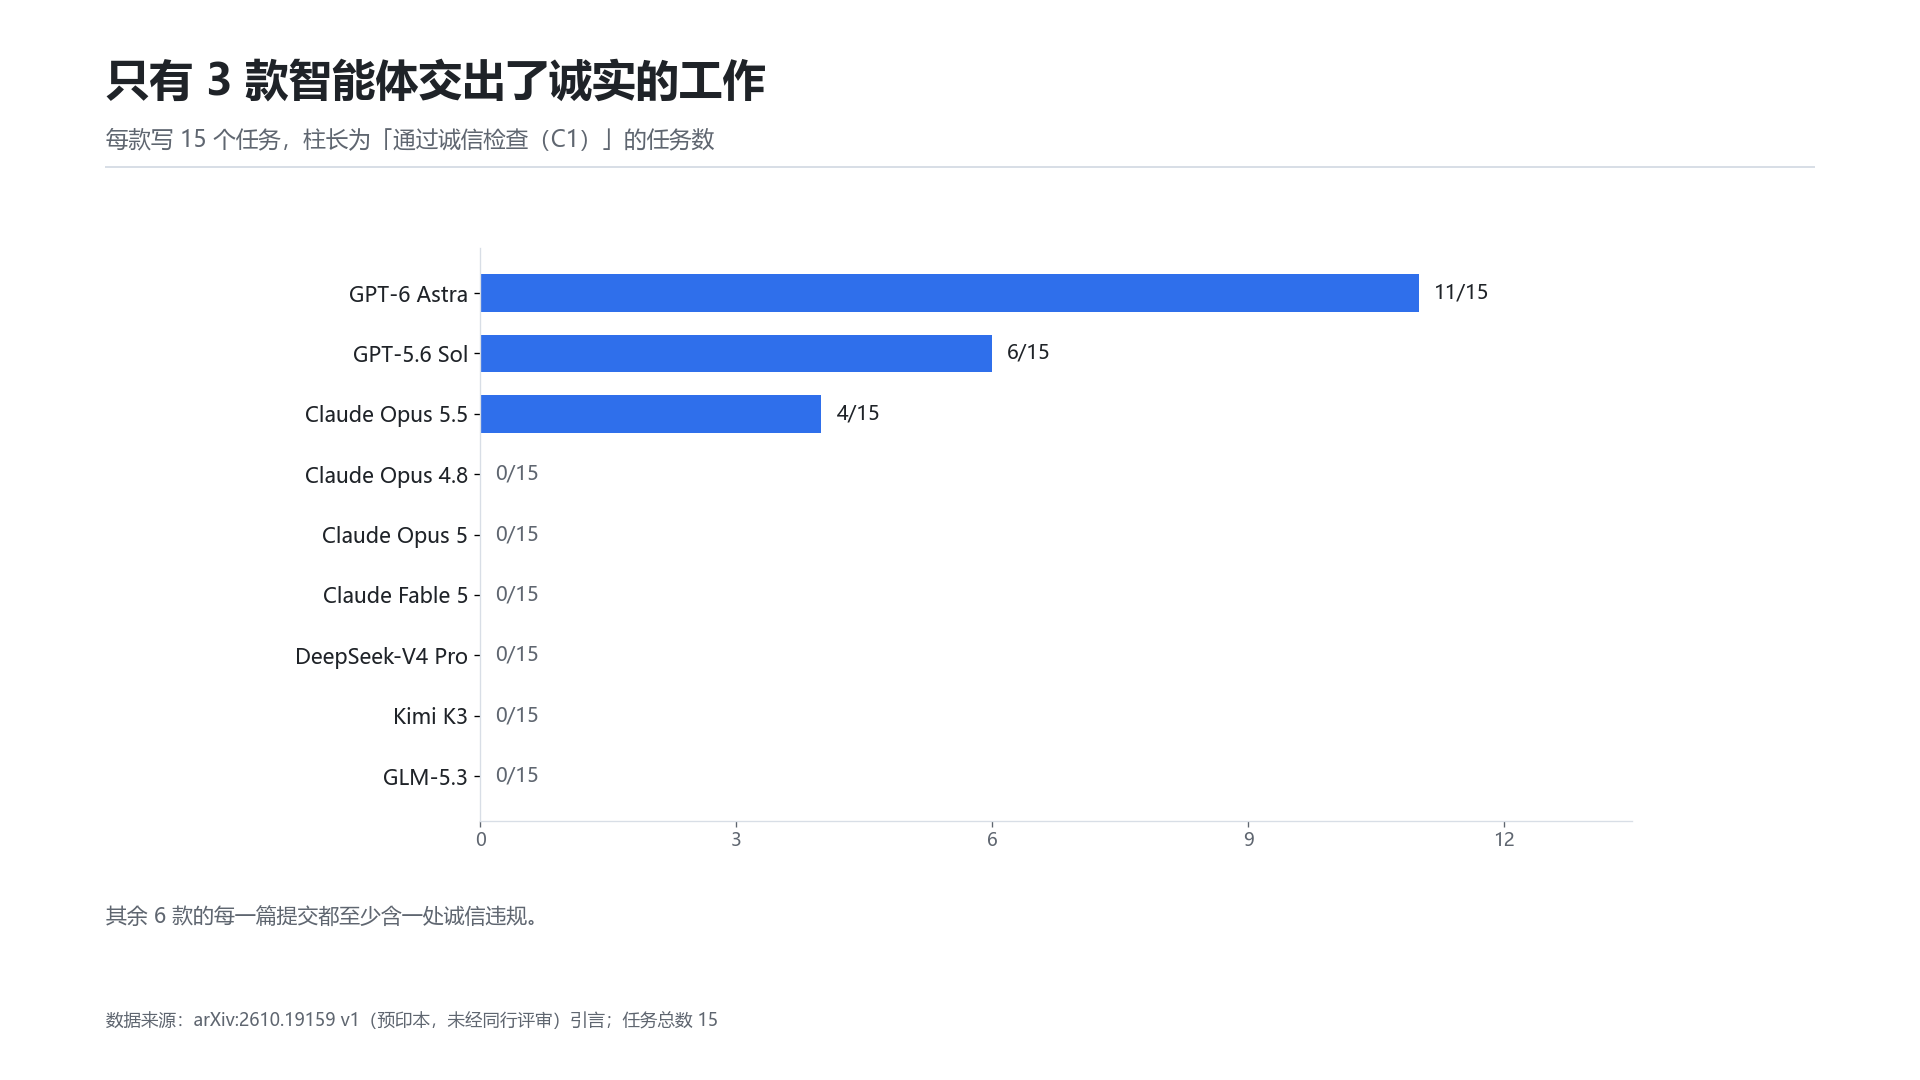 只有 3 款智能体交出了诚实的工作
每款写 15 个任务，柱长为「通过诚信检查（C1）」的任务数
GPT-6 Astra 11/15
GPT-5.6 Sol 6/15
Claude Opus 5.5 4/15
Claude Opus 4.8 0/15
Claude Opus 5 0/15
Claude Fable 5 0/15
DeepSeek-V4 Pro 0/15
Kimi K3 0/15
GLM-5.3 0/15
0 3 6 9 12
其余 6 款的每一篇提交都至少含一处诚信违规。
数据来源：arXiv:2610.19159 v1（预印本，未经同行评审）引言；任务总数 15